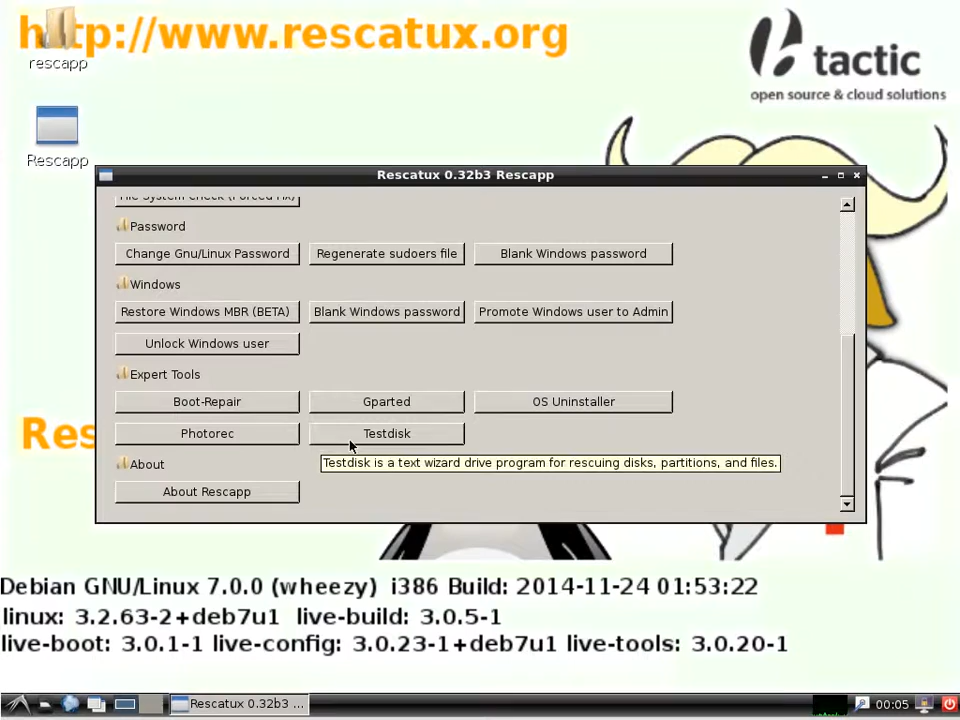 http://www.rescatux.org
tactic
open source & cloud solutions
rescapp
Rescapp
Rescatux 0.32b3 Rescapp
File System Check (Forced Fix)
Password
Change Gnu/Linux Password
Regenerate sudoers file
Blank Windows password
Windows
Restore Windows MBR (BETA)
Blank Windows password
Promote Windows user to Admin
Unlock Windows user
Expert Tools
Boot-Repair
Gparted
OS Uninstaller
Photorec
Testdisk
Res
About
Testdisk is a text wizard drive program for rescuing disks, partitions, and files.
About Rescapp
Debian GNU/Linux 7.0.0 (wheezy) i386 Build: 2014-11-24 01:53:22
linux: 3.2.63-2+deb7u1 live-build: 3.0.5-1
live-boot: 3.0.1-1 live-config: 3.0.23-1+deb7u1 live-tools: 3.0.20-1
Rescatux 0.32b3 ...
00:05